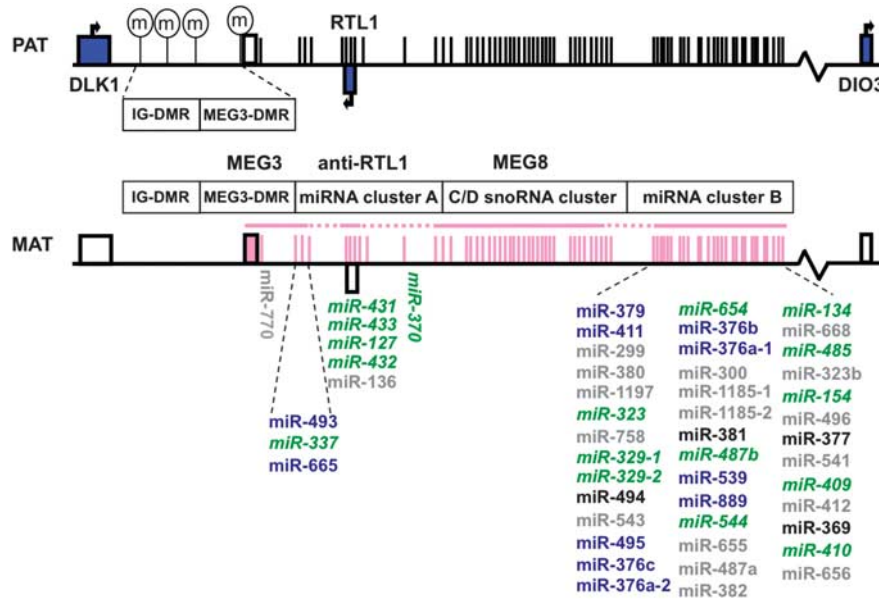 m m m m
RTL1
PAT
DLK1
DIO3
IG-DMR MEG3-DMR
MEG3 anti-RTL1 MEG8
IG-DMR MEG3-DMR miRNA cluster A C/D snoRNA cluster miRNA cluster B
MAT
miR-770
miR-431
miR-433
miR-127
miR-432
miR-136
miR-370
miR-493
miR-337
miR-665
miR-379
miR-411
miR-299
miR-380
miR-1197
miR-323
miR-758
miR-329-1
miR-329-2
miR-494
miR-543
miR-495
miR-376c
miR-376a-2
miR-654
miR-376b
miR-376a-1
miR-300
miR-1185-1
miR-1185-2
miR-381
miR-487b
miR-539
miR-889
miR-544
miR-655
miR-487a
miR-382
miR-134
miR-668
miR-485
miR-323b
miR-154
miR-496
miR-377
miR-541
miR-409
miR-412
miR-369
miR-410
miR-656